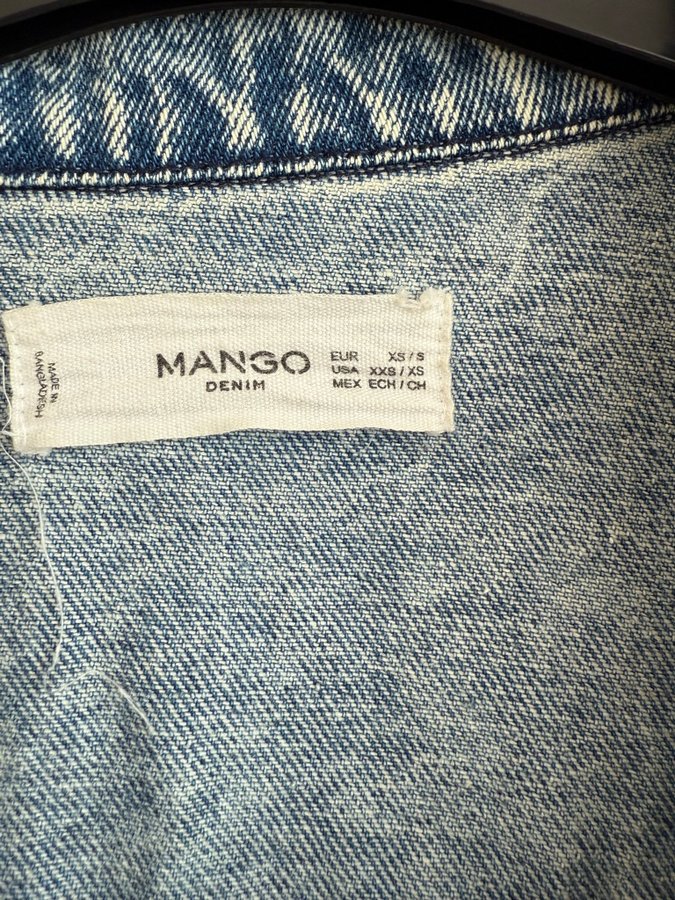 MADE IN
BANGLADESH
MANGO
DENIM
EUR XS/S
USA XXS/XS
MEX ECH/CH